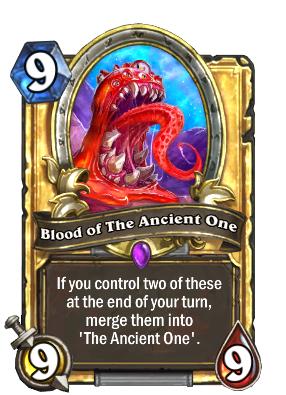 9
Blood of The Ancient One
If you control two of these
at the end of your turn,
merge them into
'The Ancient One'.
9 9